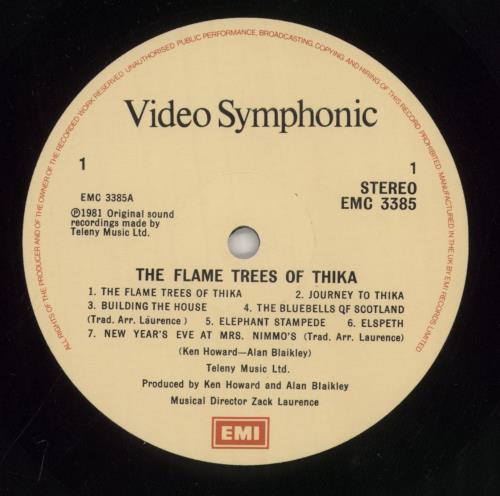 ALL RIGHTS OF THE PRODUCER AND OF THE OWNER OF THE RECORDED WORK RESERVED UNAUTHORISED PUBLIC PERFORMANCE, BROADCASTING, COPYING, AND HIRING OF THIS RECORD PROHIBITED MANUFACTURED IN THE UK BY EMI RECORDS LIMITED
Video Symphonic
1
1
EMC 3385A
STEREO
EMC 3385
℗1981 Original sound
recordings made by
Teleny Music Ltd.
THE FLAME TREES OF THIKA
1. THE FLAME TREES OF THIKA 2. JOURNEY TO THIKA
3. BUILDING THE HOUSE 4. THE BLUEBELLS OF SCOTLAND
(Trad. Arr. Laurence) 5. ELEPHANT STAMPEDE 6. ELSPETH
7. NEW YEAR'S EVE AT MRS. NIMMO'S (Trad. Arr. Laurence)
(Ken Howard—Alan Blaikley)
Teleny Music Ltd.
Produced by Ken Howard and Alan Blaikley
Musical Director Zack Laurence
EMI